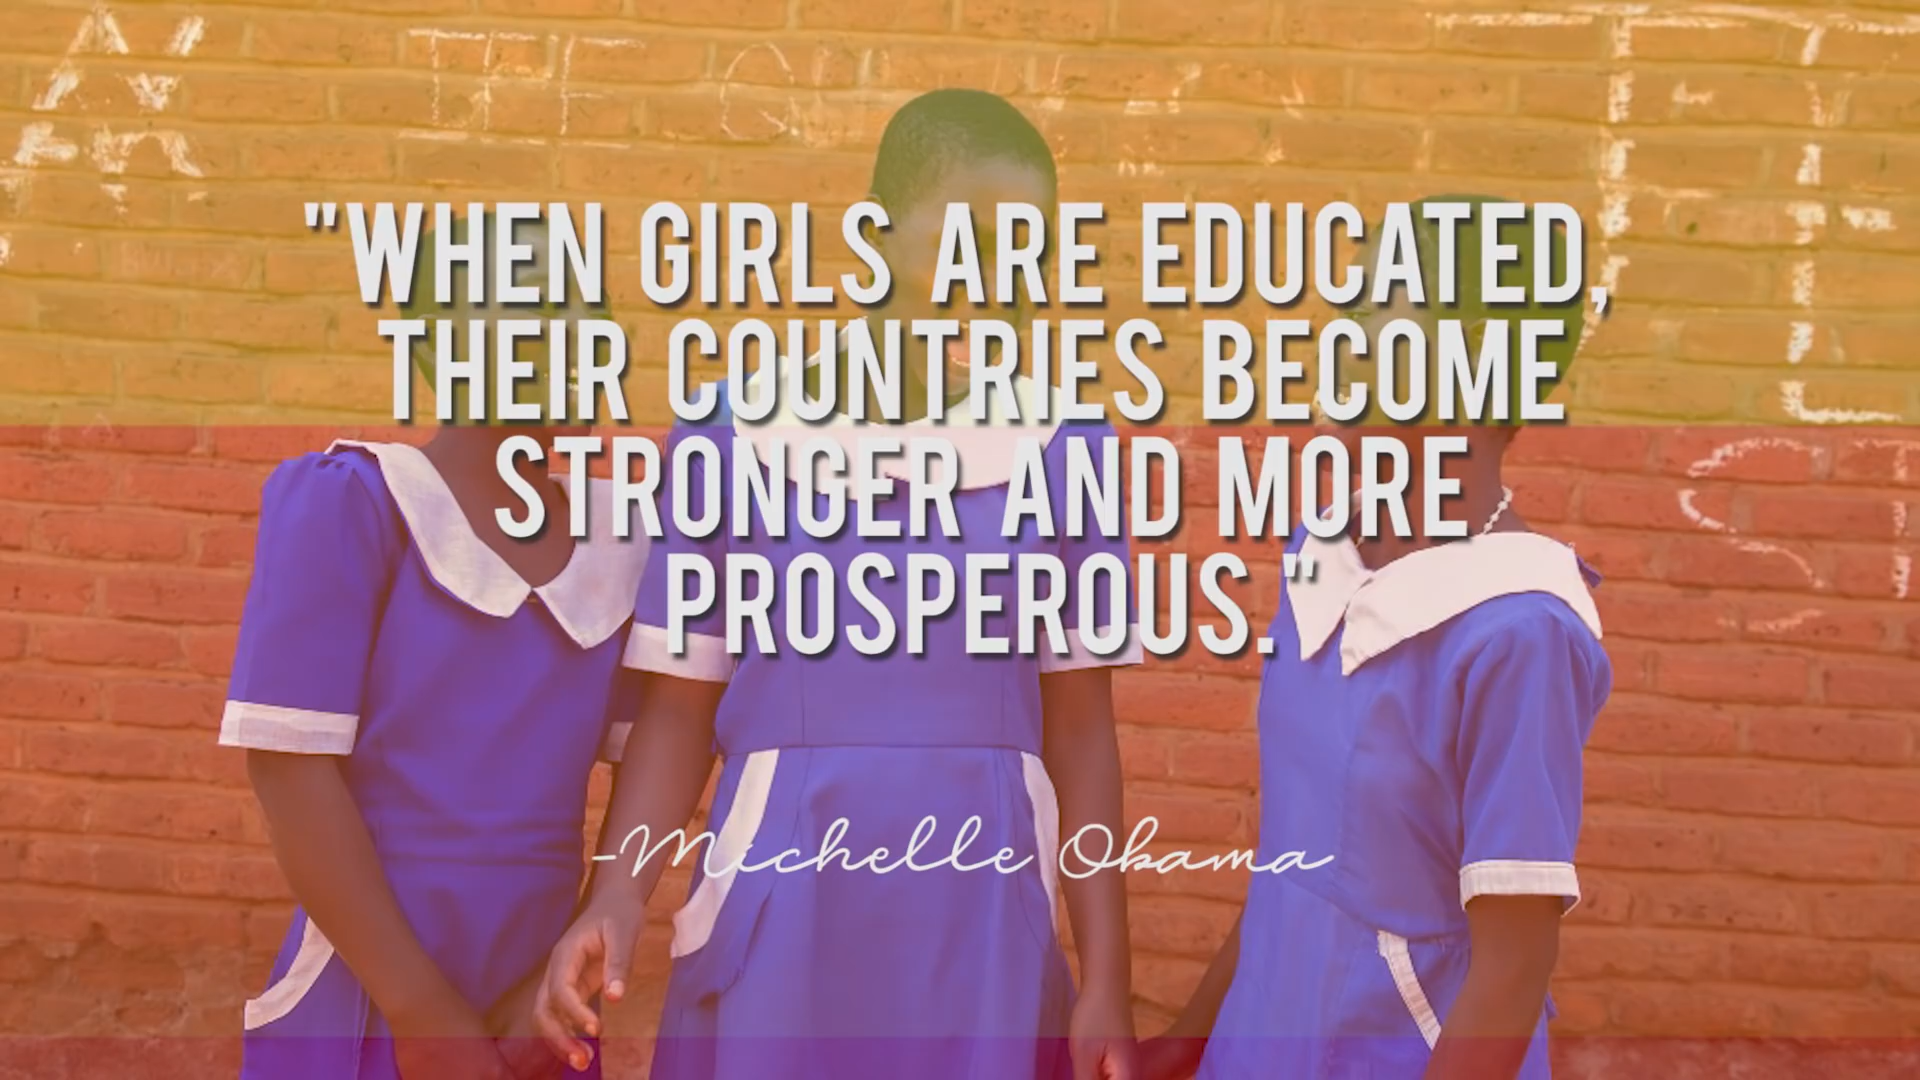 "WHEN GIRLS ARE EDUCATED,
THEIR COUNTRIES BECOME
STRONGER AND MORE
PROSPEROUS."
-Michelle Obama